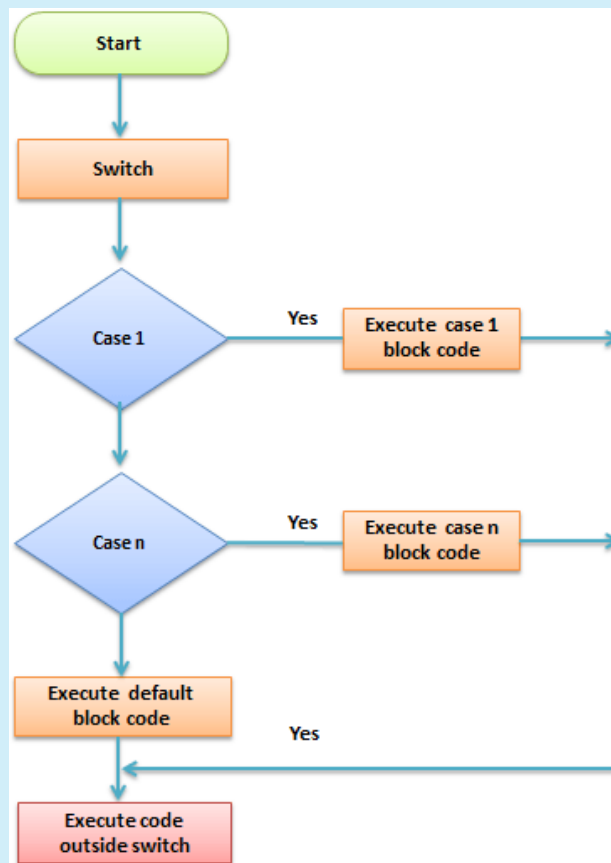 Start
Switch
Case 1
Yes
Execute case 1
block code
Case n
Yes
Execute case n
block code
Execute default
block code
Yes
Execute code
outside switch